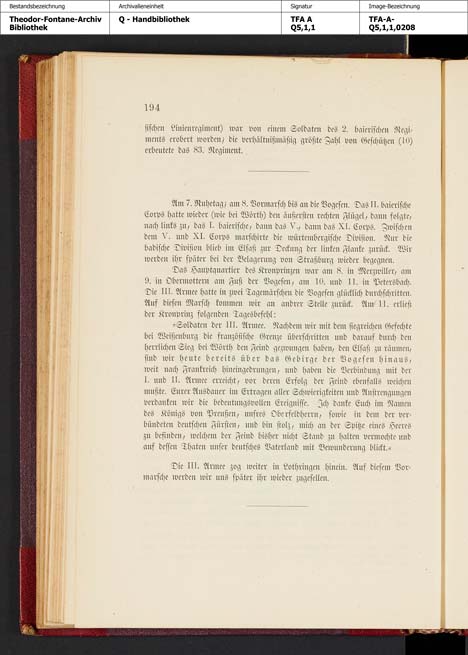 Bestandsbezeichnung
Archivalieneinheit
Signatur
Image-Bezeichnung
Theodor-Fontane-Archiv
Bibliothek
Q - Handbibliothek
TFA A
Q5,1,1
TFA-A-
Q5,1,1,0208
194
sischen Linienregiment) war von einem Soldaten des 2. baierischen Regi-
ments erobert worden; die verhältnißmäßig größte Zahl von Geschützen (10)
erbeutete das 83. Regiment.
Am 7. Ruhetag; am 8. Vormarsch bis an die Vogesen. Das II. baierische
Corps hatte wieder (wie bei Wörth) den äußersten rechten Flügel, dann folgte,
nach links zu, das I. baierische, dann das V., dann das XI. Corps. Zwischen
dem V. und XI. Corps marschirte die würtembergische Division. Nur die
badische Division blieb im Elsaß zur Deckung der linken Flanke zurück. Wir
werden ihr später bei der Belagerung von Straßburg wieder begegnen.
Das Hauptquartier des Kronprinzen war am 8. in Merzwiller, am
9. in Obermottern am Fuß der Vogesen, am 10. und 11. in Petersbach.
Die III. Armee hatte in zwei Tagemärschen die Vogesen glücklich durchschritten.
Auf diesen Marsch kommen wir an andrer Stelle zurück. Am 11. erließ
der Kronprinz folgenden Tagesbefehl:
»Soldaten der III. Armee. Nachdem wir mit dem siegreichen Gefechte
bei Weißenburg die französische Grenze überschritten und darauf durch den
herrlichen Sieg bei Wörth den Feind gezwungen haben, den Elsaß zu räumen,
sind wir heute bereits über das Gebirge der Vogesen hinaus,
weit nach Frankreich hineingedrungen, und haben die Verbindung mit der
I. und II. Armee erreicht, vor deren Erfolg der Feind ebenfalls weichen
mußte. Eurer Ausdauer im Ertragen aller Schwierigkeiten und Anstrengungen
verdanken wir die bedeutungsvollen Ereignisse. Ich danke Euch im Namen
des Königs von Preußen, unsres Oberfeldherrn, sowie in dem der ver-
bündeten deutschen Fürsten, und bin stolz, mich an der Spitze eines Heeres
zu befinden, welchem der Feind bisher nicht Stand zu halten vermochte und
auf dessen Thaten unser deutsches Vaterland mit Bewunderung blickt.«
Die III. Armee zog weiter in Lothringen hinein. Auf diesem Vor-
marsche werden wir uns später ihr wieder zugesellen.